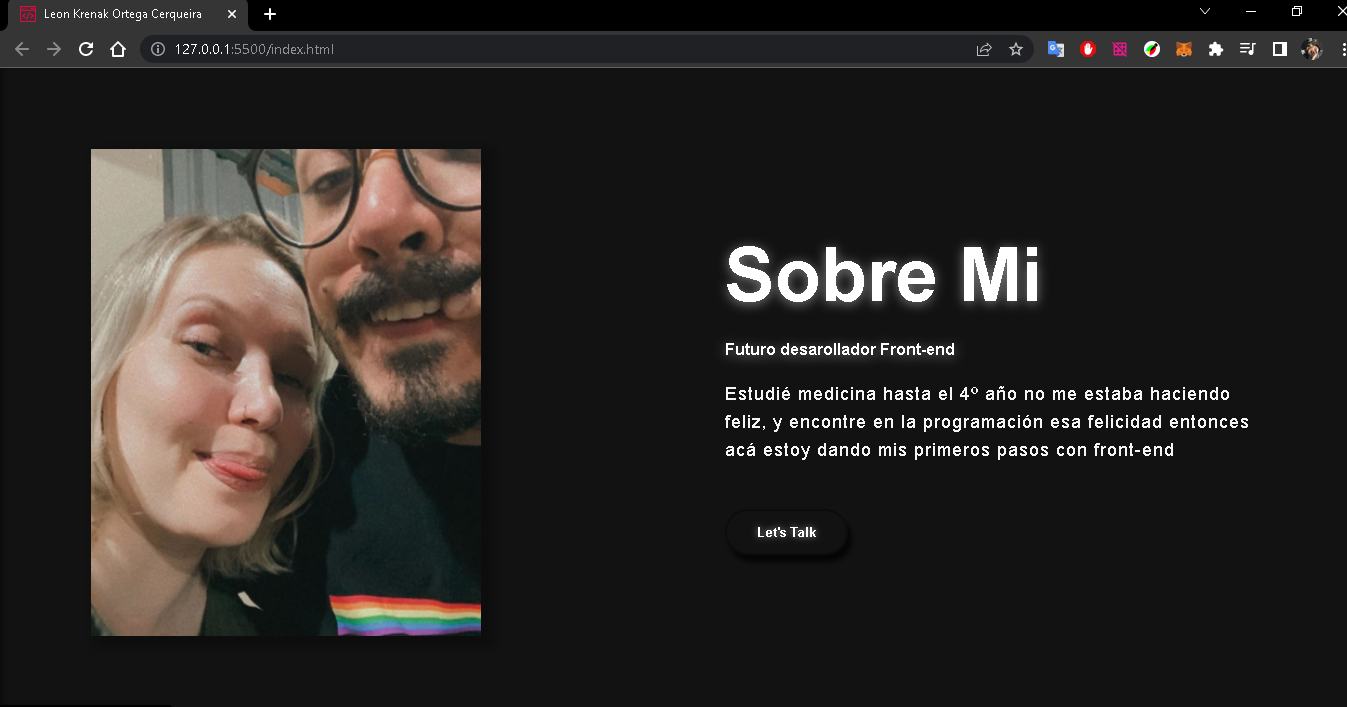 Leon Krenak Ortega Cerqueira
127.0.0.1:5500/index.html
Sobre Mi
Futuro desarollador Front-end
Estudié medicina hasta el 4º año no me estaba haciendo
feliz, y encontre en la programación esa felicidad entonces
acá estoy dando mis primeros pasos con front-end
Let's Talk